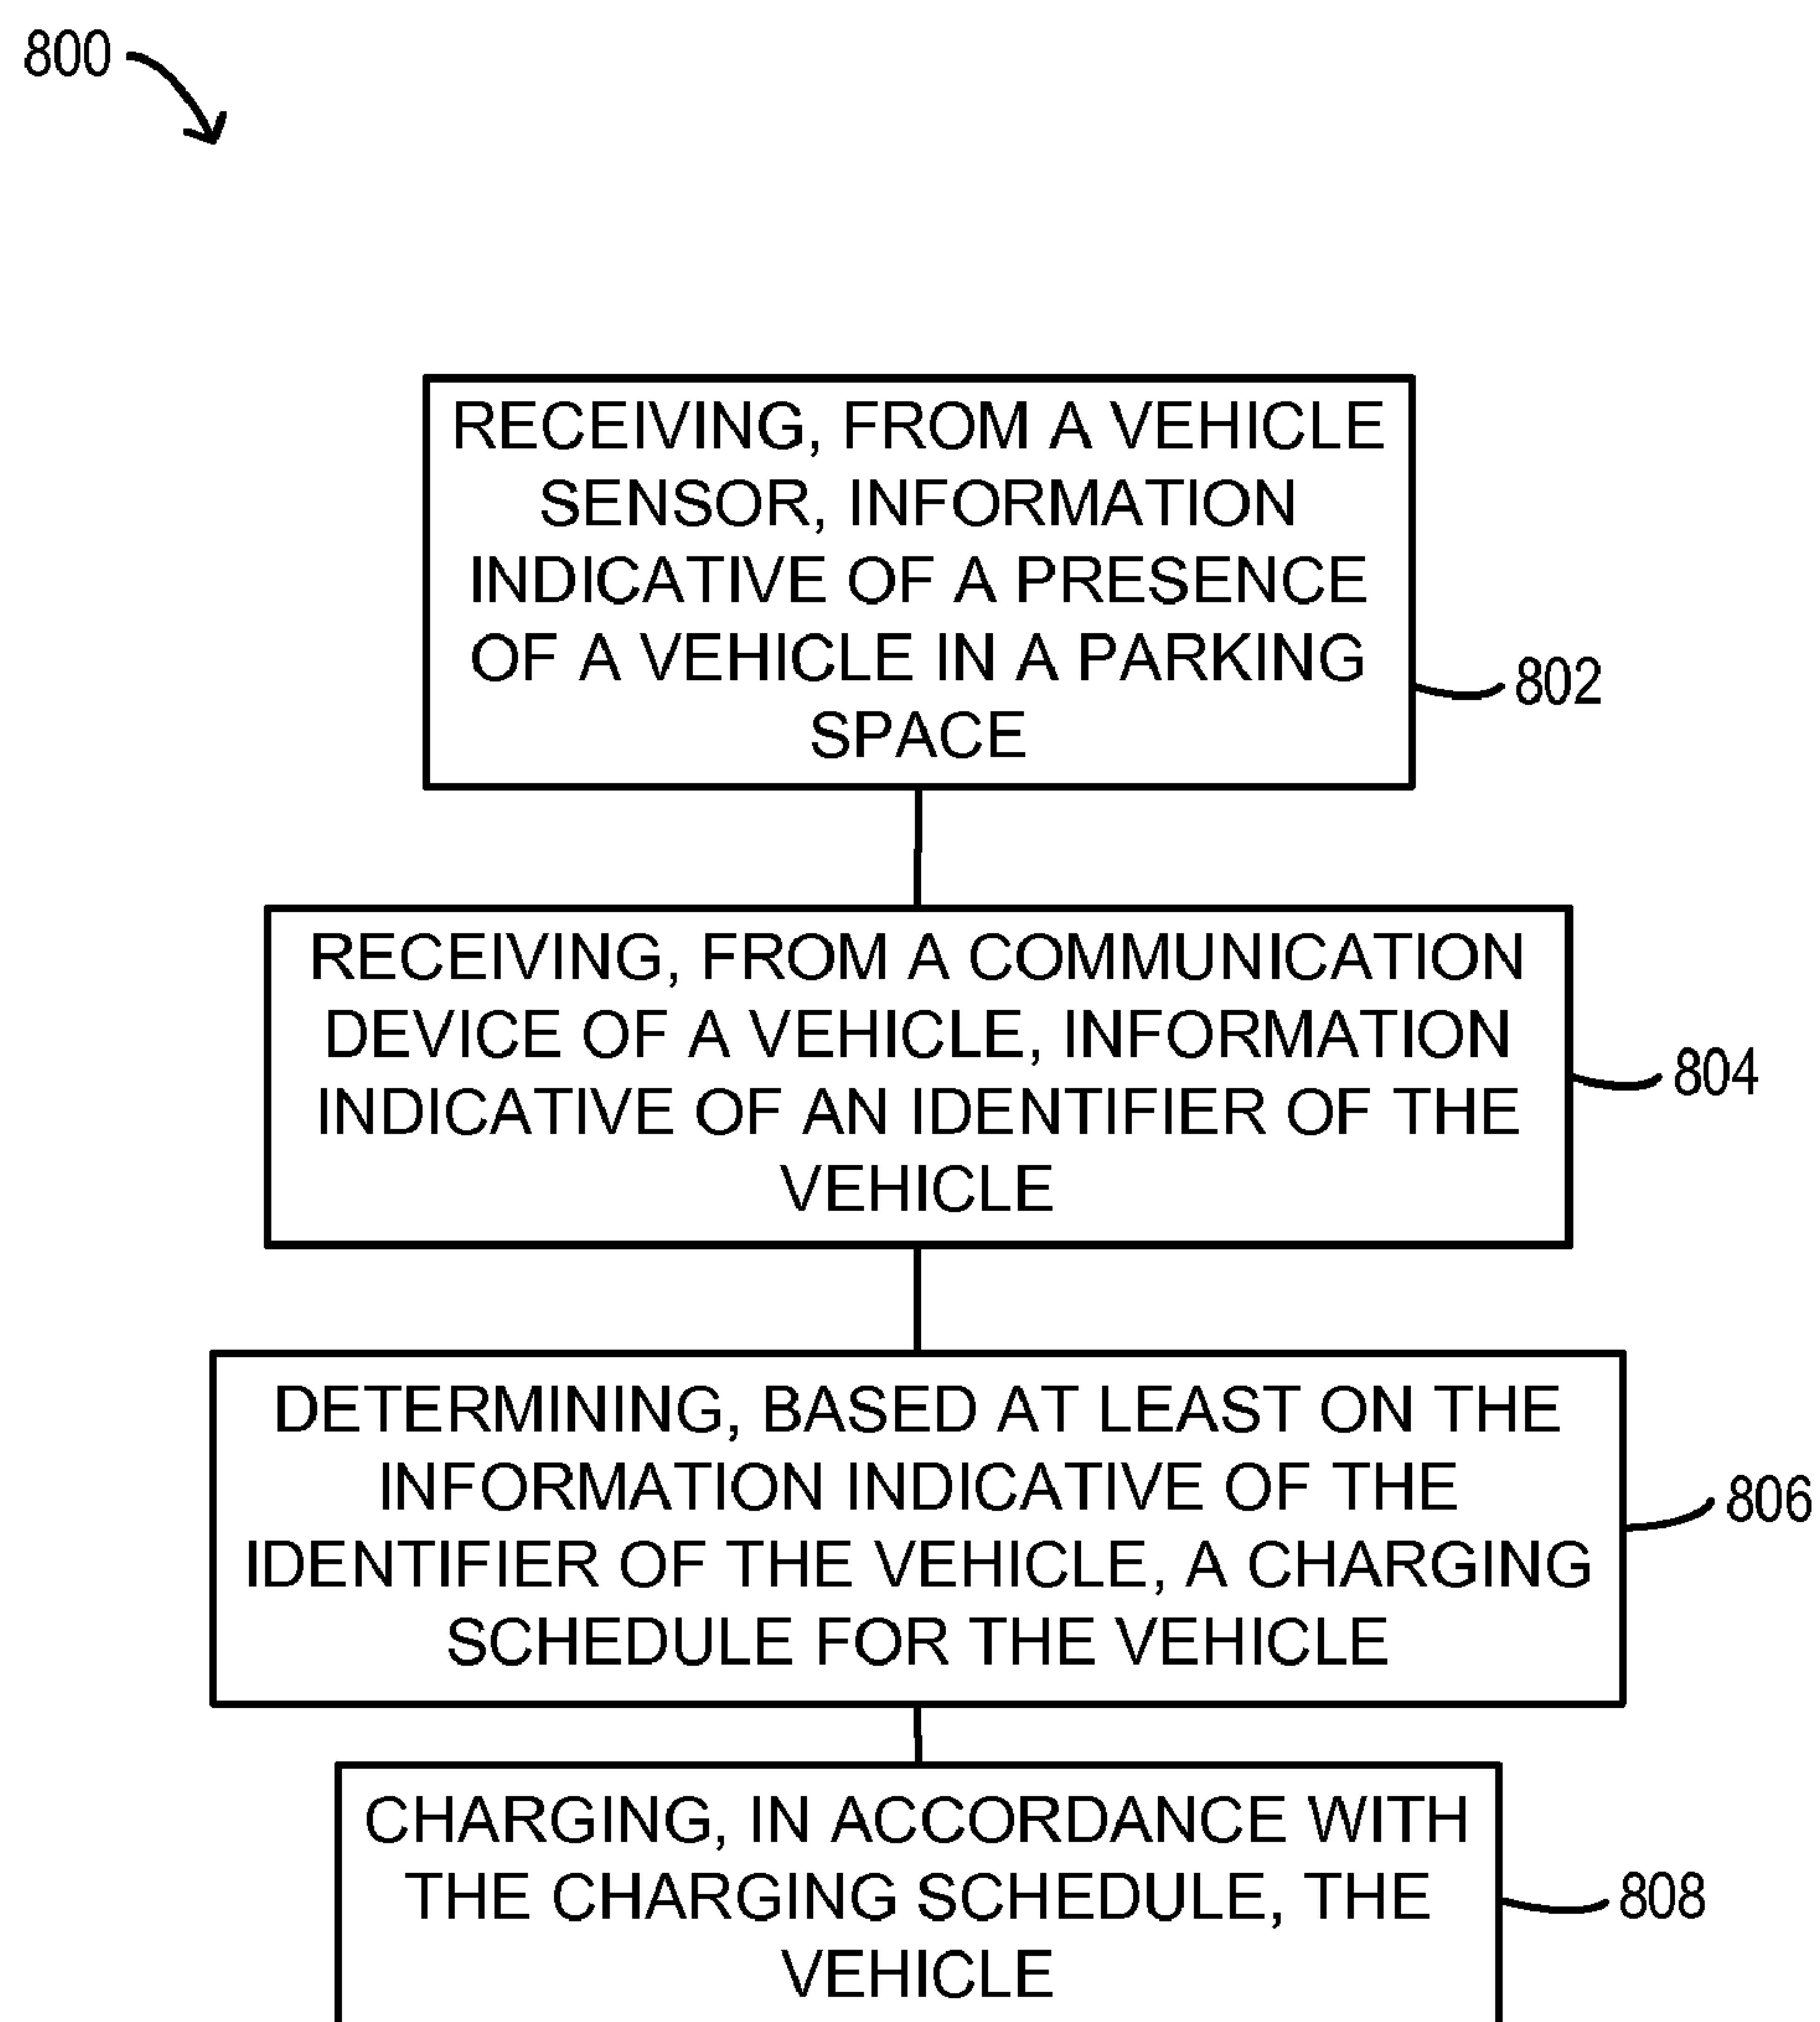 800
RECEIVING, FROM A VEHICLE
SENSOR, INFORMATION
INDICATIVE OF A PRESENCE
OF A VEHICLE IN A PARKING
SPACE
802
RECEIVING, FROM A COMMUNICATION
DEVICE OF A VEHICLE, INFORMATION
INDICATIVE OF AN IDENTIFIER OF THE
VEHICLE
804
DETERMINING, BASED AT LEAST ON THE
INFORMATION INDICATIVE OF THE
IDENTIFIER OF THE VEHICLE, A CHARGING
SCHEDULE FOR THE VEHICLE
806
CHARGING, IN ACCORDANCE WITH
THE CHARGING SCHEDULE, THE
VEHICLE
808